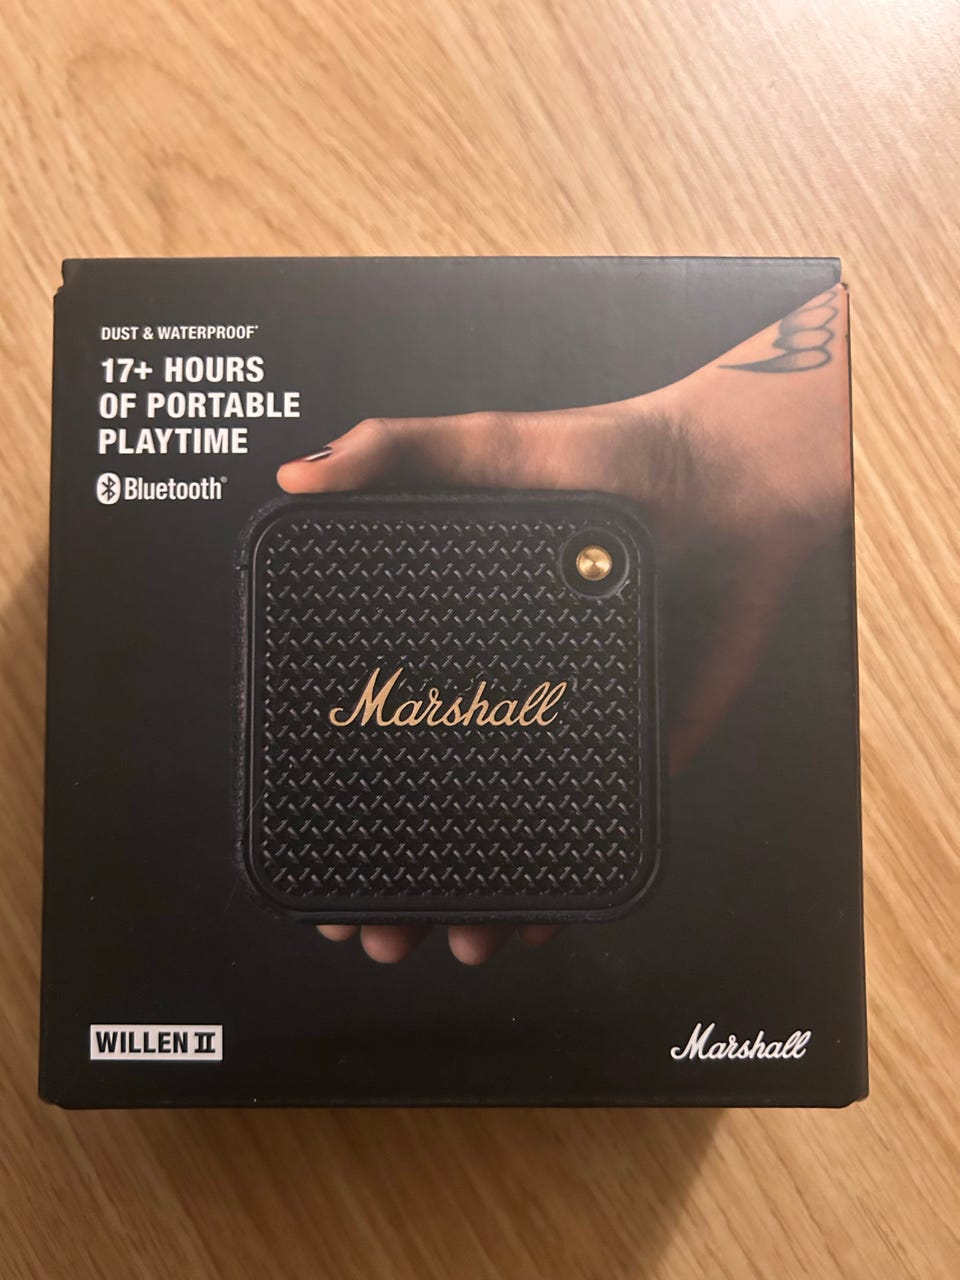 DUST & WATERPROOF*
17+ HOURS
OF PORTABLE
PLAYTIME
Bluetooth®
Marshall
WILLEN II
Marshall